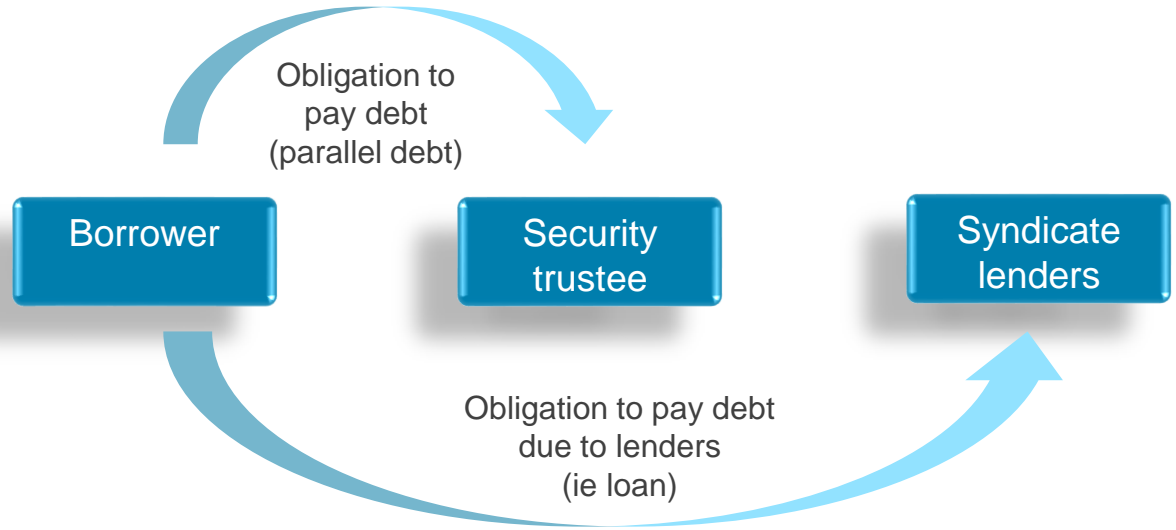 Obligation to
pay debt
(parallel debt)
Borrower
Security
trustee
Syndicate
lenders
Obligation to pay debt
due to lenders
(ie loan)